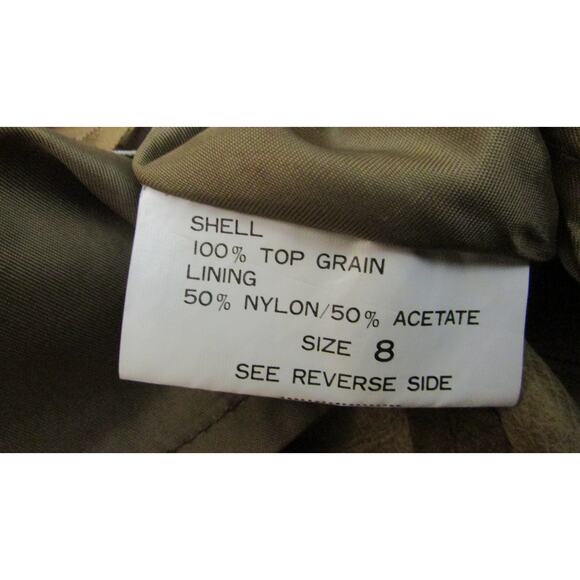 SHELL
100% TOP GRAIN
LINING
50% NYLON/50% ACETATE
SIZE 8
SEE REVERSE SIDE